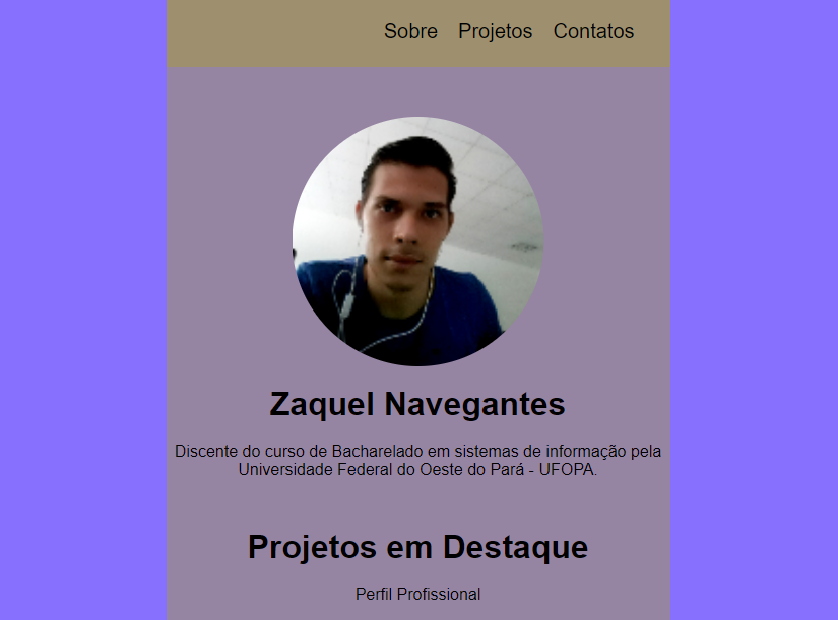 Sobre Projetos Contatos
Zaquel Navegantes
Discente do curso de Bacharelado em sistemas de informação pela
Universidade Federal do Oeste do Pará - UFOPA.
Projetos em Destaque
Perfil Profissional